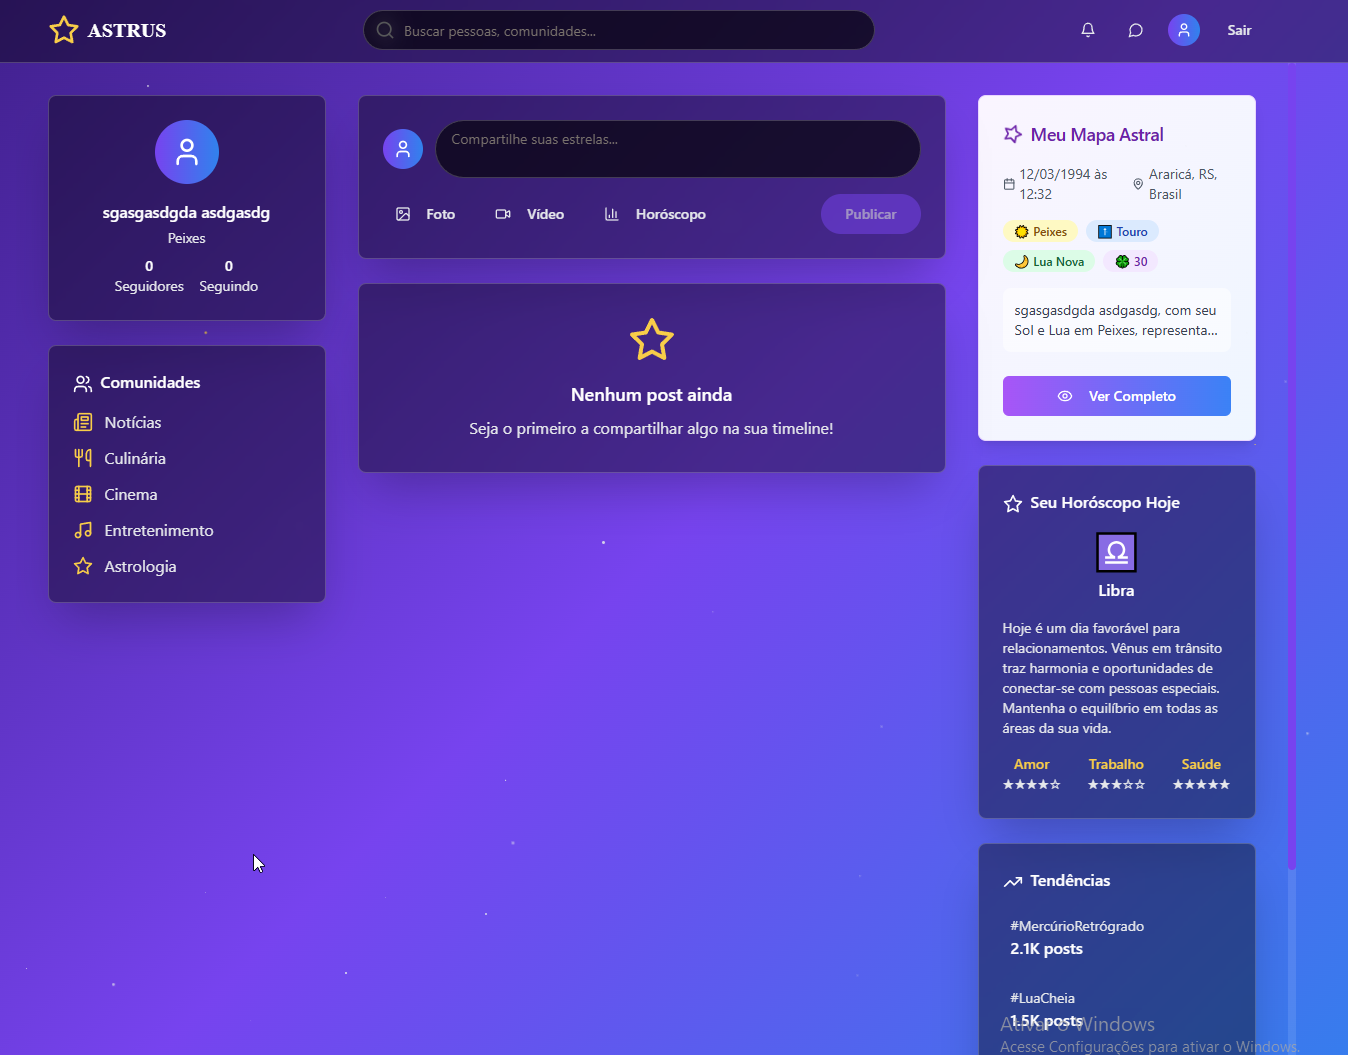 ASTRUS
Buscar pessoas, comunidades...
Sair
sgasgasdgda asdgasdg
Peixes
0
0
Seguidores
Seguindo
Comunidades
Notícias
Culinária
Cinema
Entretenimento
Astrologia
Compartilhe suas estrelas...
Foto
Vídeo
Horóscopo
Publicar
Nenhum post ainda
Seja o primeiro a compartilhar algo na sua timeline!
Meu Mapa Astral
12/03/1994 às
12:32
Araricá, RS,
Brasil
Peixes
Touro
Lua Nova
30
sgasgasdgda asdgasdg, com seu
Sol e Lua em Peixes, representa...
Ver Completo
Seu Horóscopo Hoje
Libra
Hoje é um dia favorável para
relacionamentos. Vênus em trânsito
traz harmonia e oportunidades de
conectar-se com pessoas especiais.
Mantenha o equilíbrio em todas as
áreas da sua vida.
Amor
Trabalho
Saúde
★★★★☆
★★★☆☆
★★★★★
Tendências
#MercúrioRetrógrado
2.1K posts
#LuaCheia
1.5K posts
Ativar o Windows
Acesse Configurações para ativar o Windows.